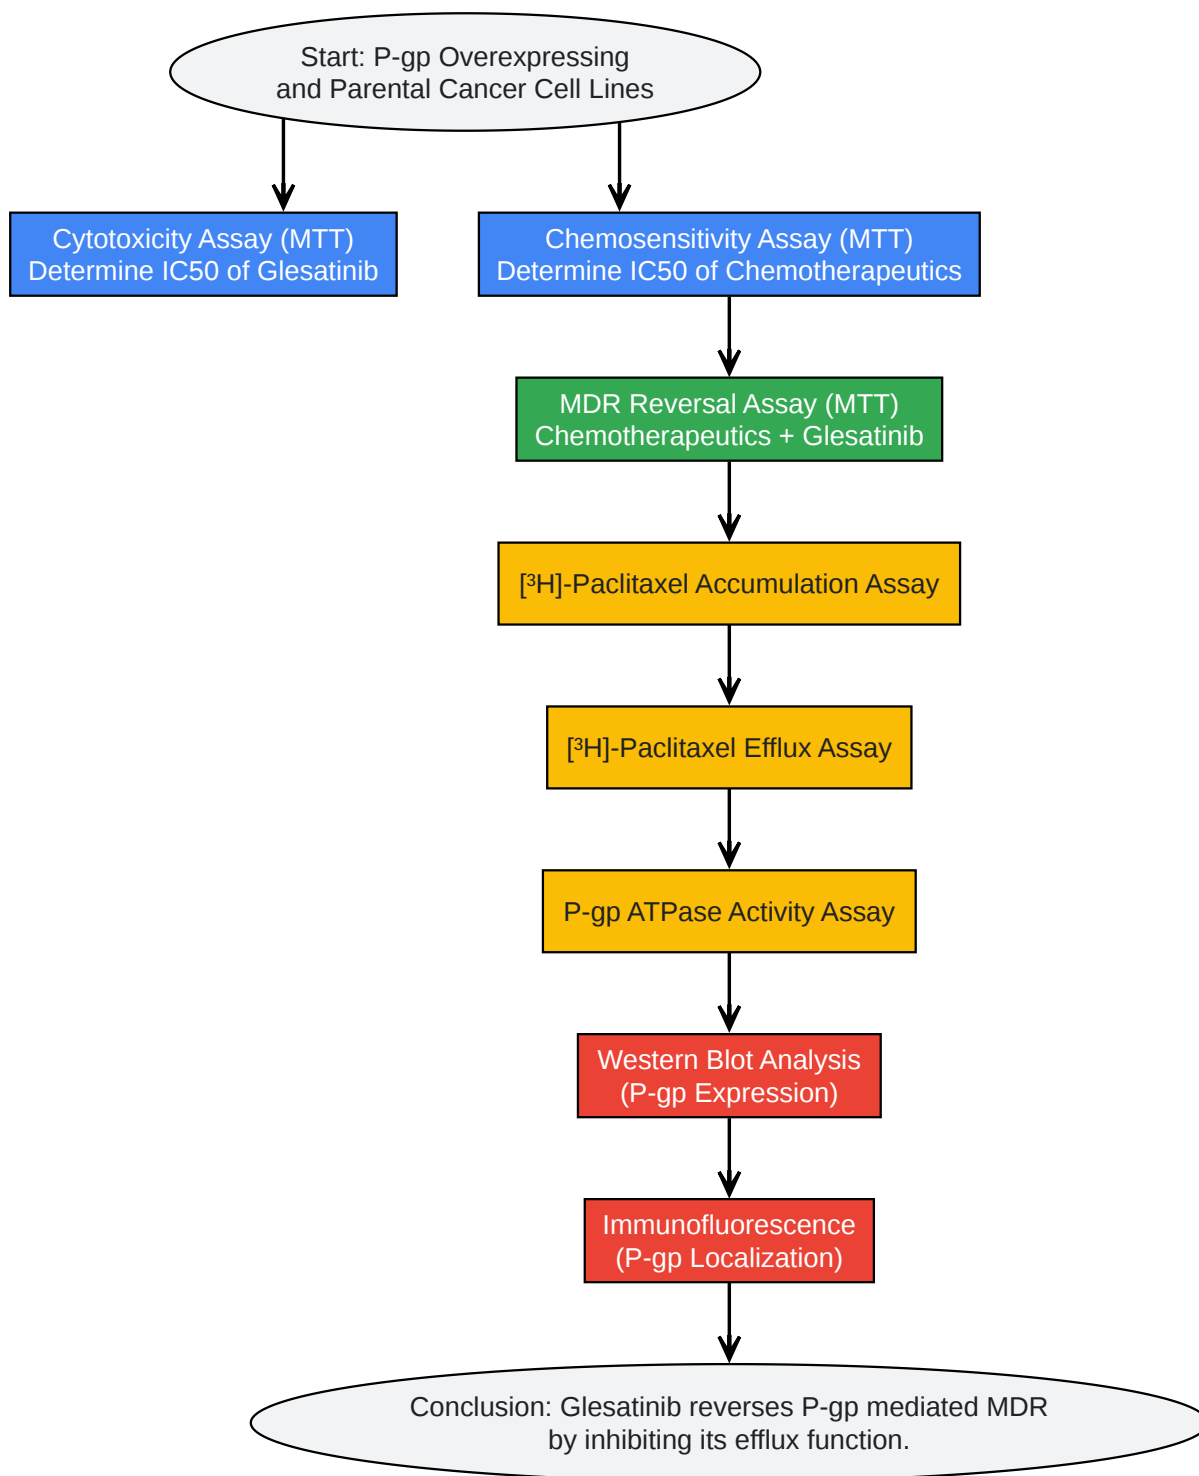 Start: P-gp Overexpressing
and Parental Cancer Cell Lines
Cytotoxicity Assay (MTT)
Determine IC50 of Glesatinib
Chemosensitivity Assay (MTT)
Determine IC50 of Chemotherapeutics
MDR Reversal Assay (MTT)
Chemotherapeutics + Glesatinib
[³H]-Paclitaxel Accumulation Assay
[³H]-Paclitaxel Efflux Assay
P-gp ATPase Activity Assay
Western Blot Analysis
(P-gp Expression)
Immunofluorescence
(P-gp Localization)
Conclusion: Glesatinib reverses P-gp mediated MDR
by inhibiting its efflux function.